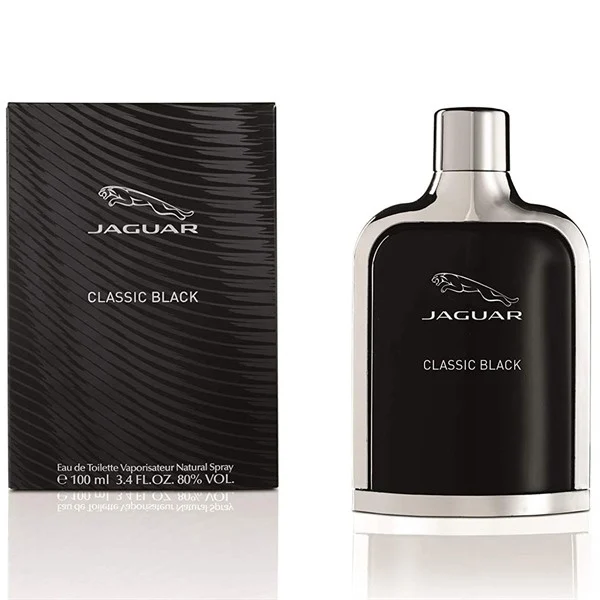 JAGUAR
CLASSIC BLACK
Eau de Toilette Vaporisateur Natural Spray
℮ 100 ml 3.4 FL.OZ. 80% VOL.
JAGUAR
CLASSIC BLACK